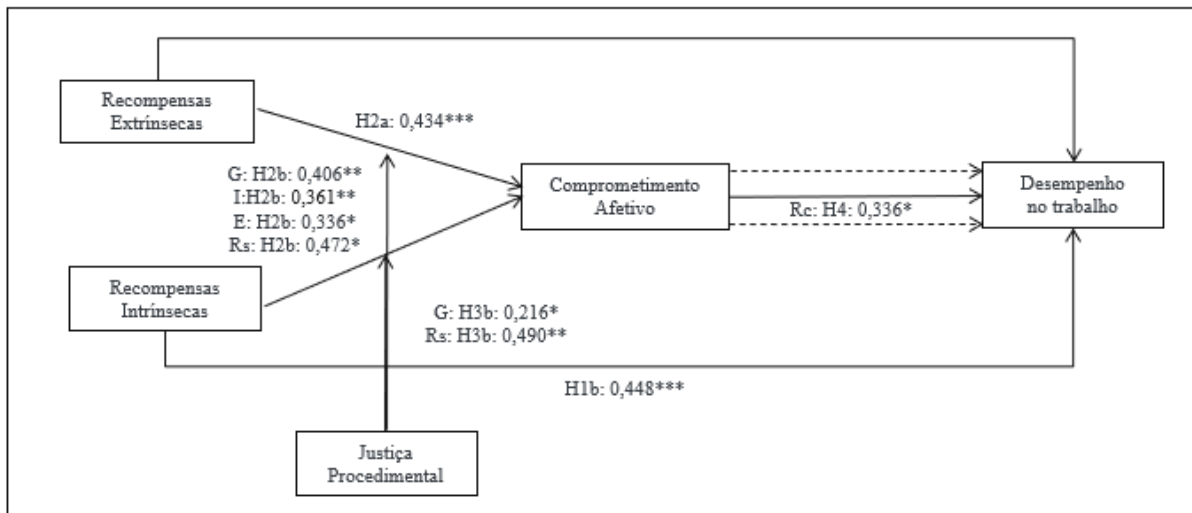 Recompensas
Extrínsecas
H2a: 0,434***
G: H2b: 0,406**
I:H2b: 0,361**
E: H2b: 0,336*
Rs: H2b: 0,472*
Comprometimento
Afetivo
Rc: H4: 0,336*
Desempenho
no trabalho
Recompensas
Intrínsecas
G: H3b: 0,216*
Rs: H3b: 0,490**
H1b: 0,448***
Justiça
Procedimental